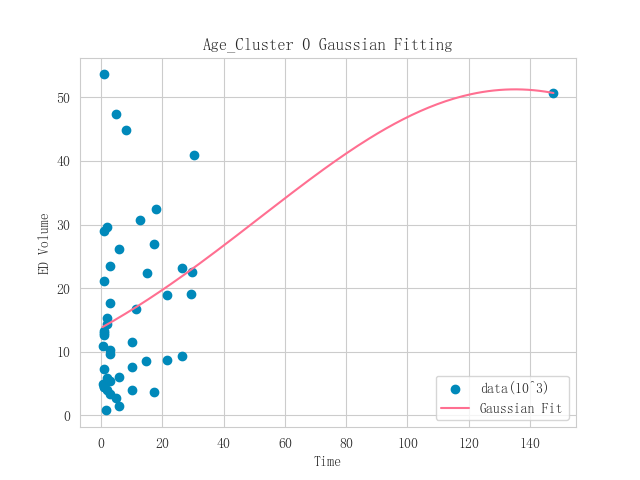 Age_Cluster 0 Gaussian Fitting
ED Volume
50
40
30
20
10
0
0 20 40 60 80 100 120 140
Time
data(10^3)
Gaussian Fit